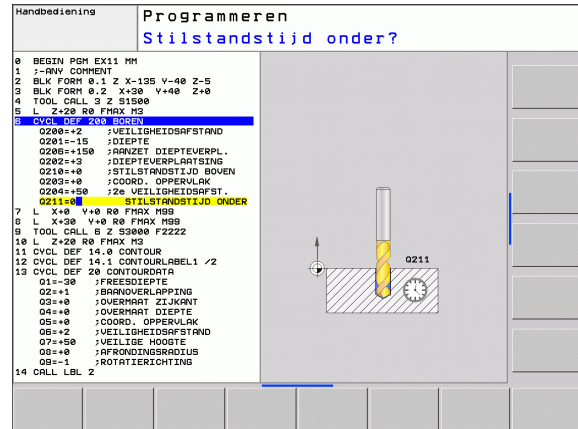 Handbediening
Programmeren
Stilstandstijd onder?
0 BEGIN PGM EX11 MM
1 ;-ANY COMMENT
2 BLK FORM 0.1 Z X-135 Y-40 Z-5
3 BLK FORM 0.2 X+30 Y+40 Z+0
4 TOOL CALL 3 Z S1500
5 L Z+20 R0 FMAX M3
6 CYCL DEF 200 BOREN
Q200=+2 ;VEILIGHEIDSAFSTAND
Q201=-15 ;DIEPTE
Q206=+150 ;AANZET DIEPTEVERPL.
Q202=+3 ;DIEPTEVERPLAATSING
Q210=+0 ;STILSTANDSTIJD BOVEN
Q203=+0 ;COORD. OPPERVLAK
Q204=+50 ;2e VEILIGHEIDSAFST.
Q211=0 STILSTANDSTIJD ONDER
7 L X+0 Y+0 R0 FMAX M99
8 L X+30 Y+0 R0 FMAX M99
9 TOOL CALL 6 Z S3000 F2222
10 L Z+20 R0 FMAX M3
11 CYCL DEF 14.0 CONTOUR
12 CYCL DEF 14.1 CONTOURLABEL1 /2
13 CYCL DEF 20 CONTOURDATA
Q1=-30 ;FREESDIEPTE
Q2=+1 ;BAANOVERLAPPING
Q3=+0 ;OVERMAAT ZIJKANT
Q4=+0 ;OVERMAAT DIEPTE
Q5=+0 ;COORD. OPPERVLAK
Q6=+2 ;VEILIGHEIDSAFSTAND
Q7=+50 ;VEILIGE HOOGTE
Q8=+0 ;AFRONDINGSRADIUS
Q9=-1 ;ROTATIERICHTING
14 CALL LBL 2
Q211